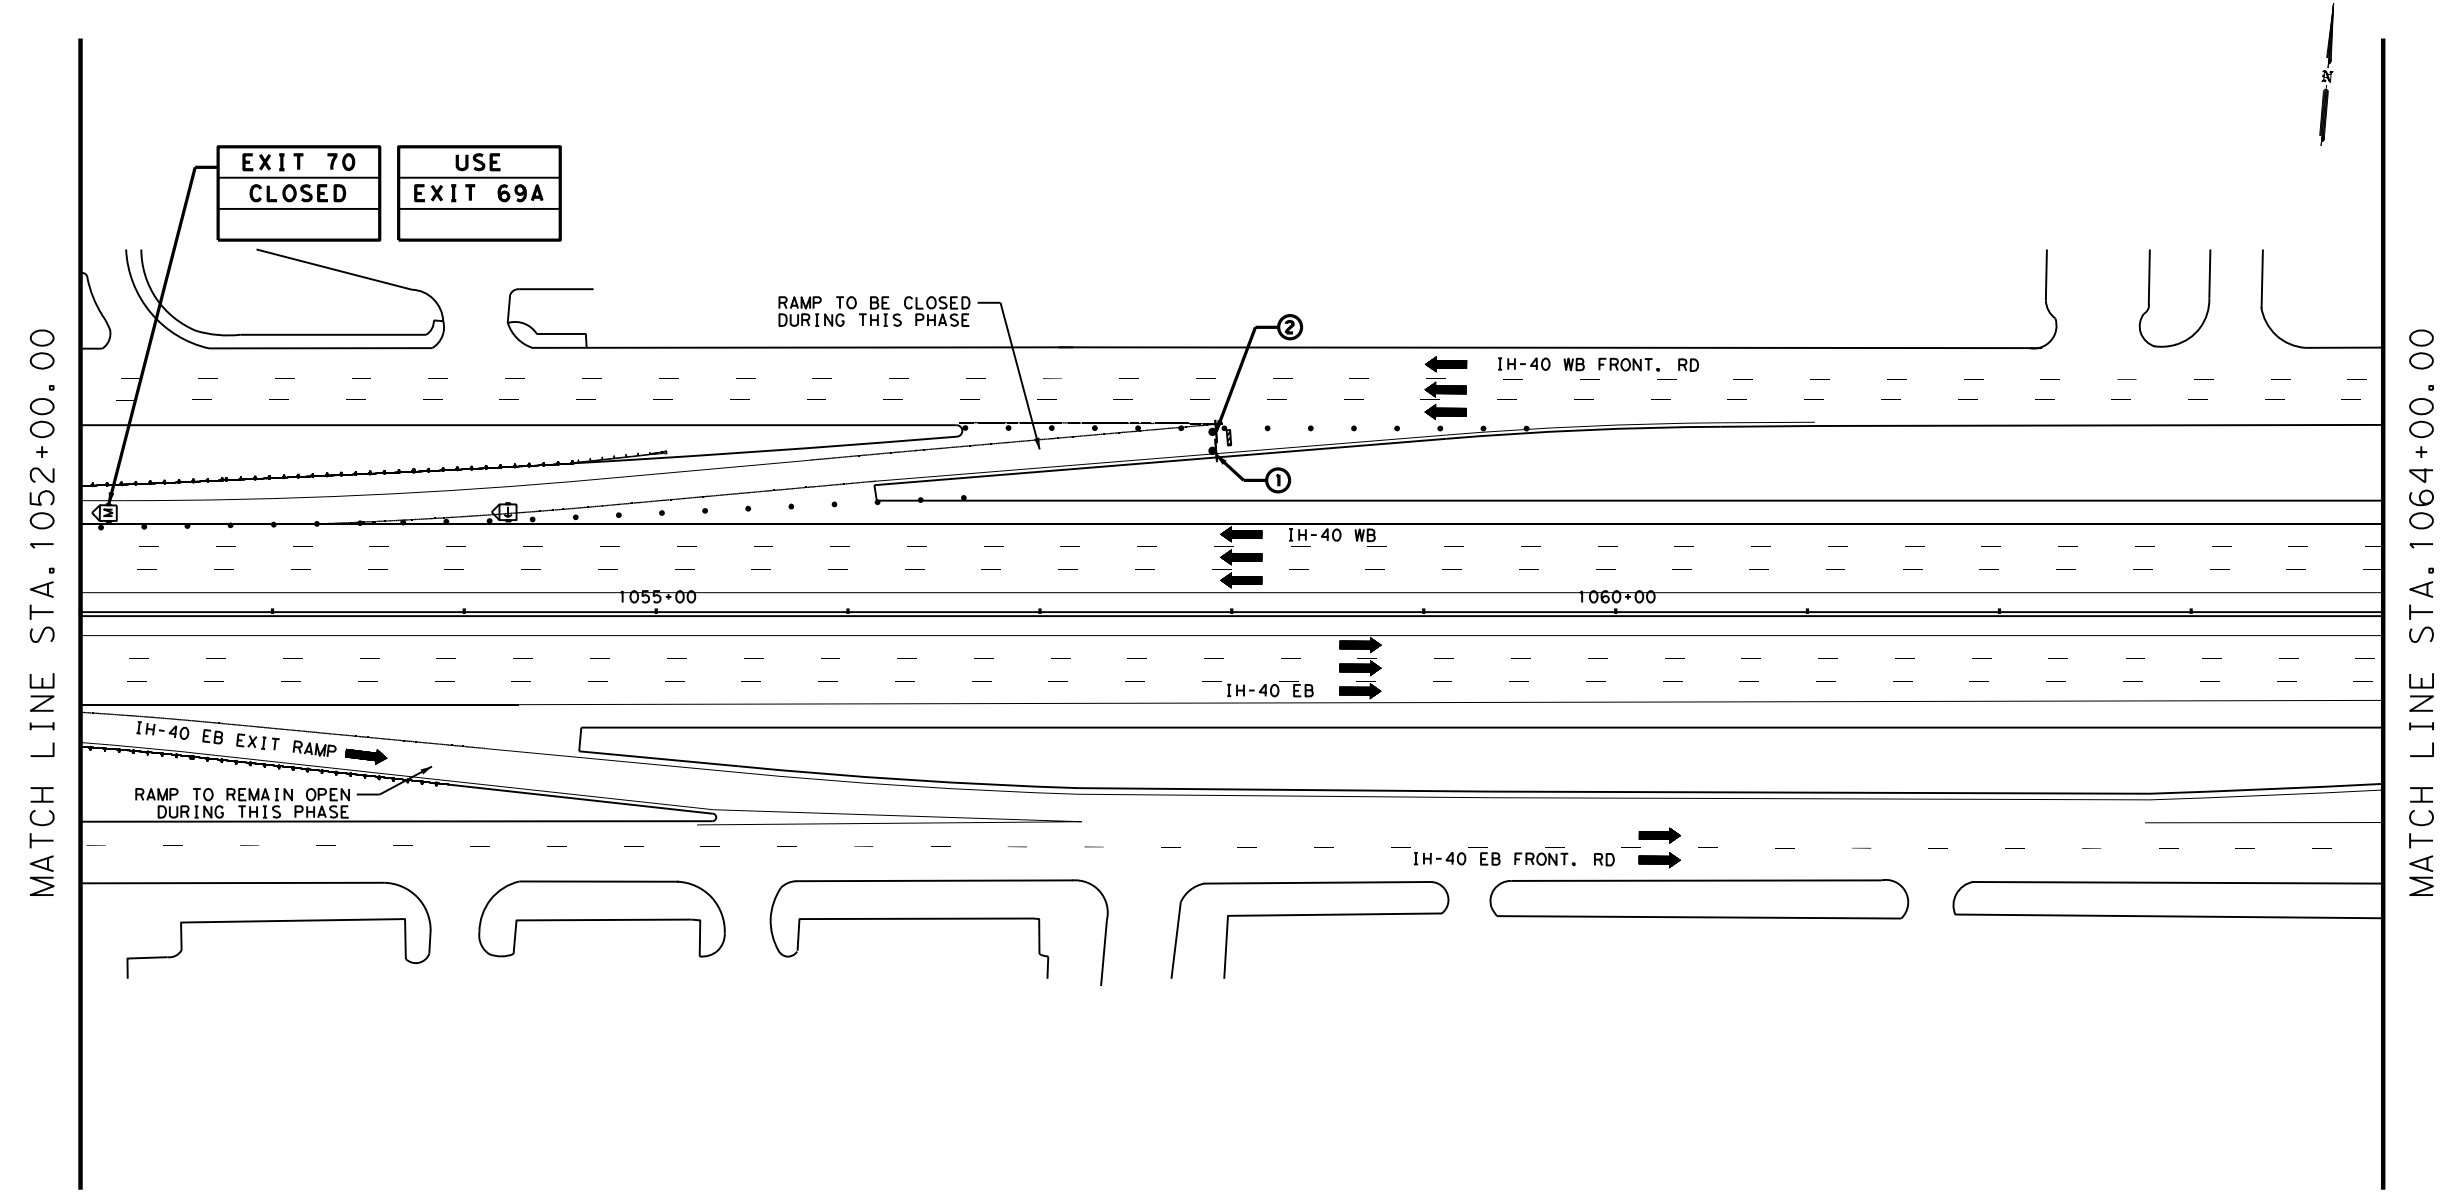 N
EXIT 70
CLOSED
USE
EXIT 69A
RAMP TO BE CLOSED
DURING THIS PHASE
2
IH-40 WB FRONT. RD
1
M
IH-40 WB
1055+00
1060+00
IH-40 EB
IH-40 EB EXIT RAMP
RAMP TO REMAIN OPEN
DURING THIS PHASE
IH-40 EB FRONT. RD
MATCH LINE STA. 1052+00.00
MATCH LINE STA. 1064+00.00